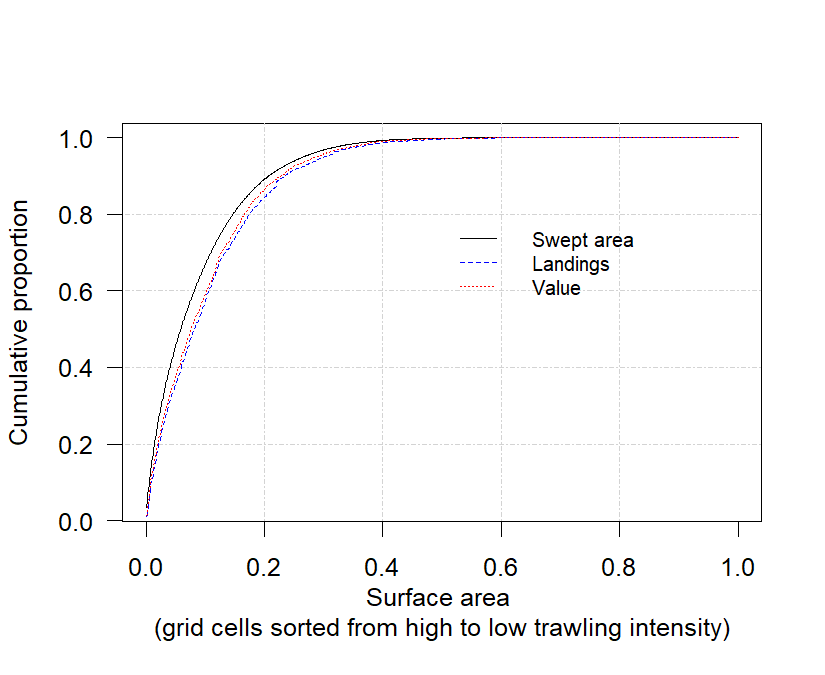 Cumulative proportion
1.0
0.8
0.6
0.4
0.2
0.0
Swept area
Landings
Value
0.0 0.2 0.4 0.6 0.8 1.0
Surface area
(grid cells sorted from high to low trawling intensity)